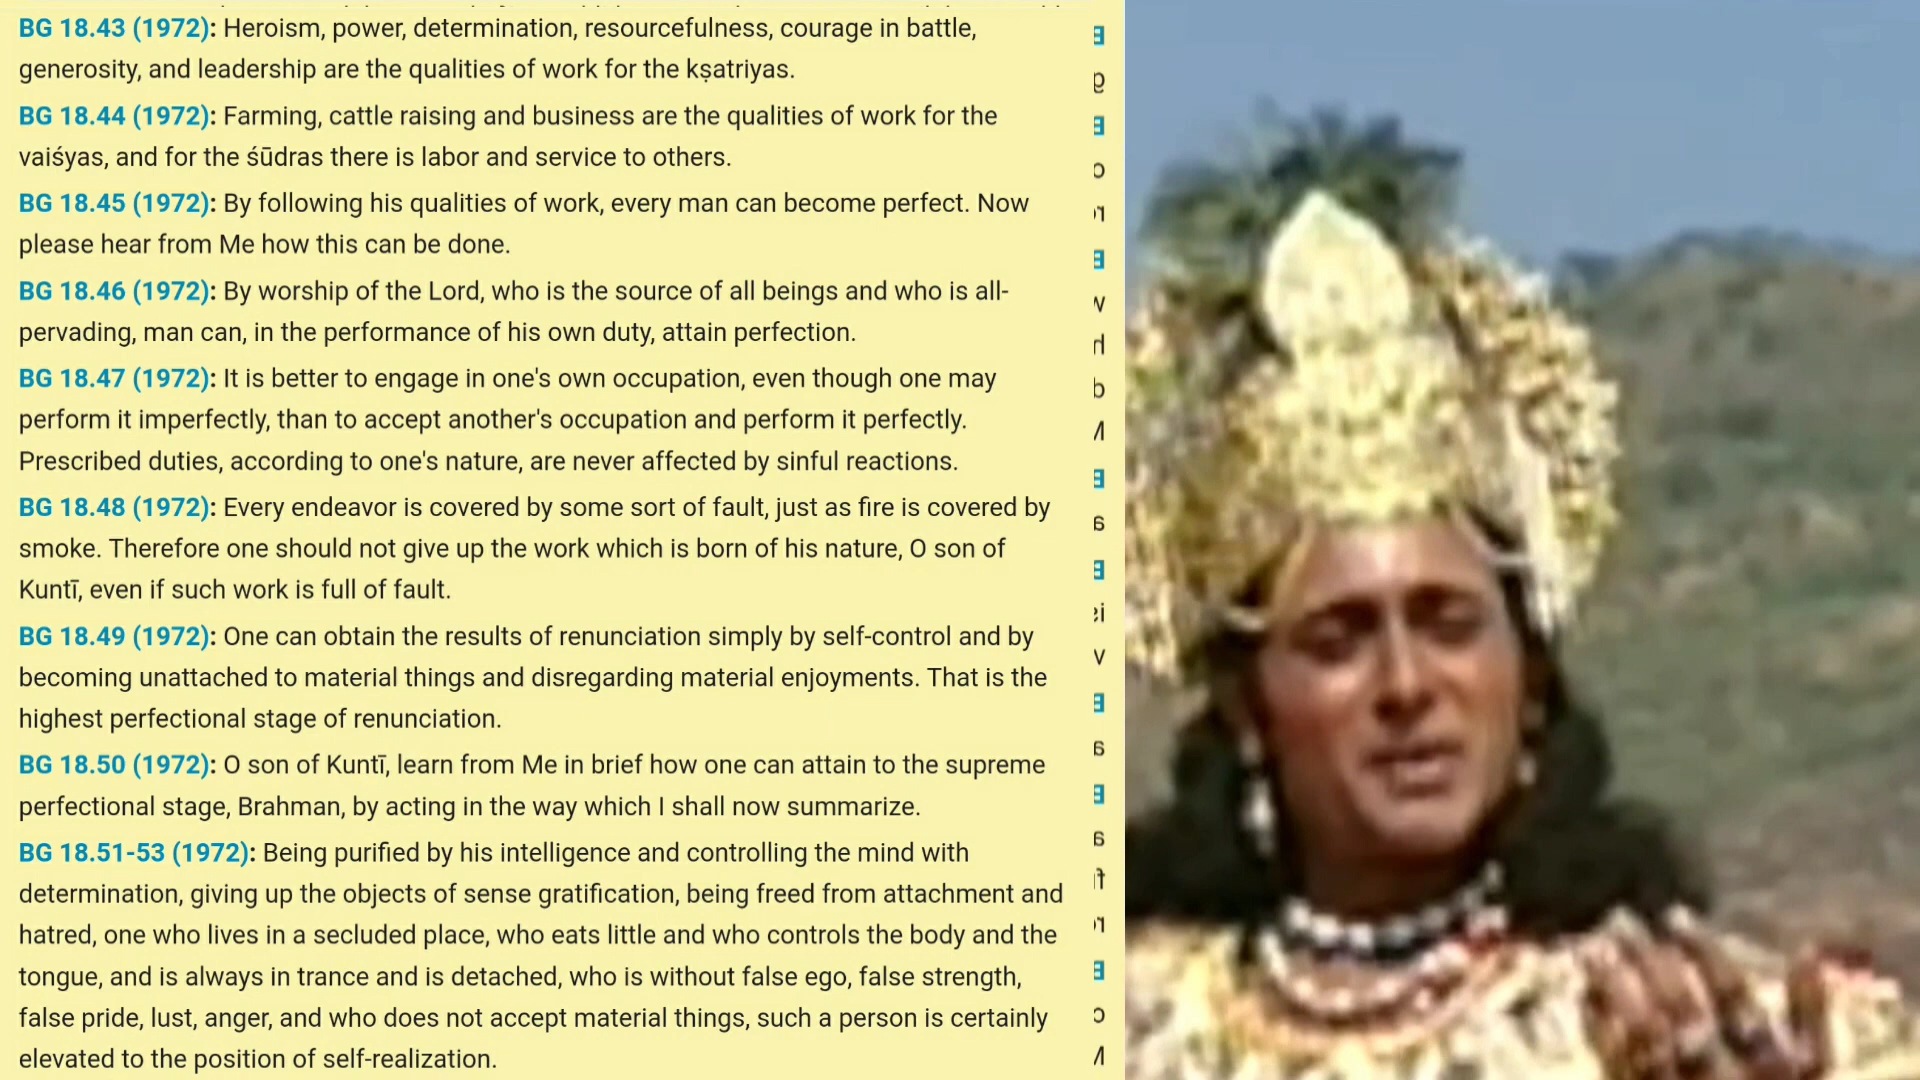 BG 18.43 (1972): Heroism, power, determination, resourcefulness, courage in battle,
generosity, and leadership are the qualities of work for the kṣatriyas.
BG 18.44 (1972): Farming, cattle raising and business are the qualities of work for the
vaiśyas, and for the śūdras there is labor and service to others.
BG 18.45 (1972): By following his qualities of work, every man can become perfect. Now
please hear from Me how this can be done.
BG 18.46 (1972): By worship of the Lord, who is the source of all beings and who is all-
pervading, man can, in the performance of his own duty, attain perfection.
BG 18.47 (1972): It is better to engage in one's own occupation, even though one may
perform it imperfectly, than to accept another's occupation and perform it perfectly.
Prescribed duties, according to one's nature, are never affected by sinful reactions.
BG 18.48 (1972): Every endeavor is covered by some sort of fault, just as fire is covered by
smoke. Therefore one should not give up the work which is born of his nature, O son of
Kuntī, even if such work is full of fault.
BG 18.49 (1972): One can obtain the results of renunciation simply by self-control and by
becoming unattached to material things and disregarding material enjoyments. That is the
highest perfectional stage of renunciation.
BG 18.50 (1972): O son of Kuntī, learn from Me in brief how one can attain to the supreme
perfectional stage, Brahman, by acting in the way which I shall now summarize.
BG 18.51-53 (1972): Being purified by his intelligence and controlling the mind with
determination, giving up the objects of sense gratification, being freed from attachment and
hatred, one who lives in a secluded place, who eats little and who controls the body and the
tongue, and is always in trance and is detached, who is without false ego, false strength,
false pride, lust, anger, and who does not accept material things, such a person is certainly
elevated to the position of self-realization.